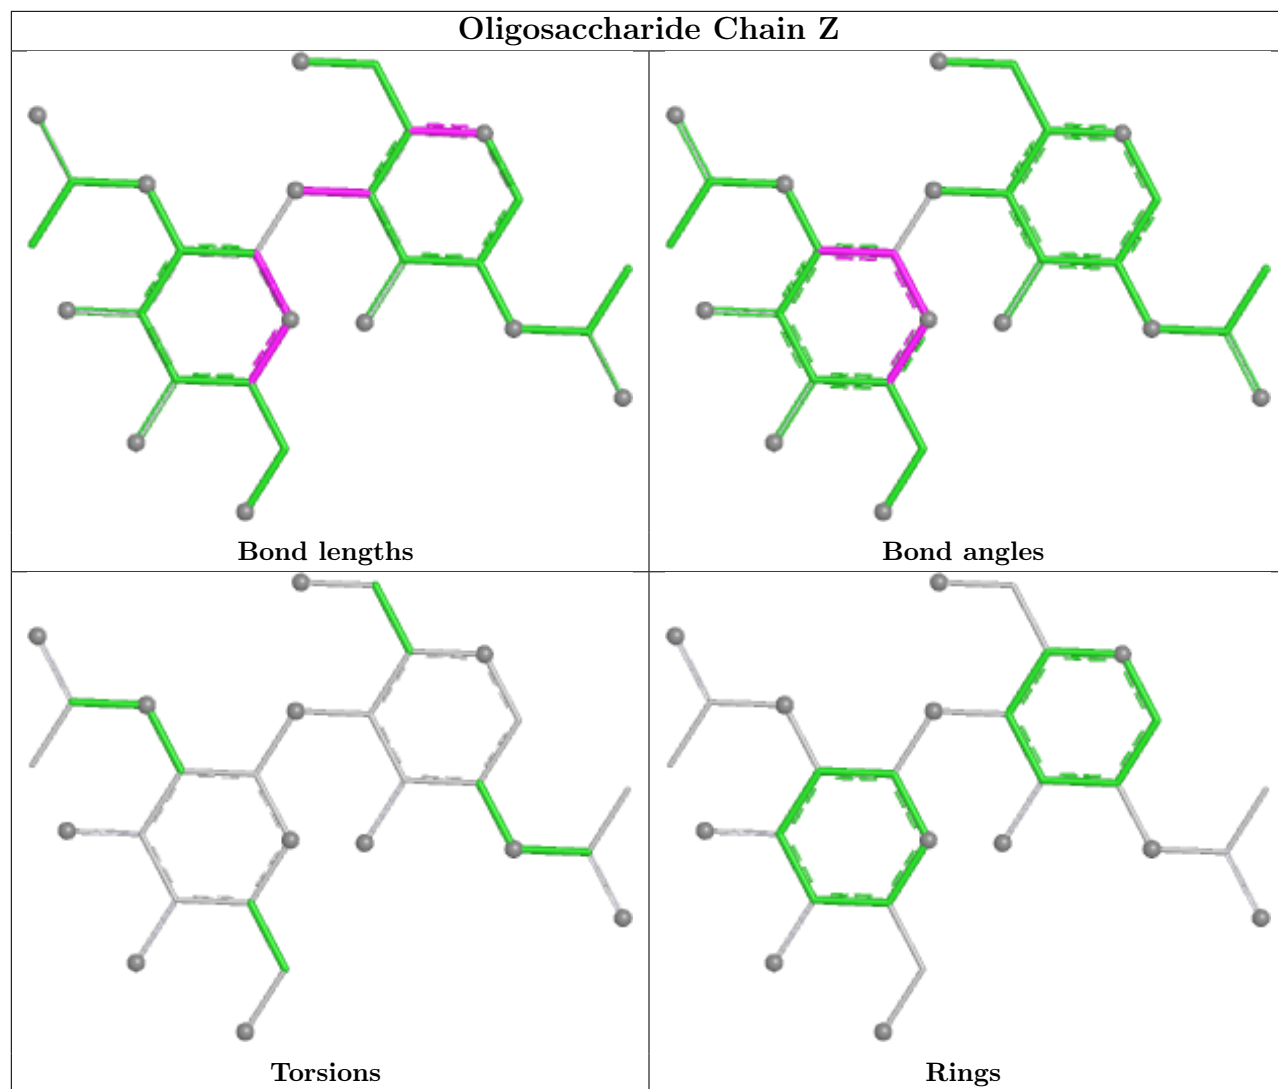 Oligosaccharide Chain Z
Bond lengths
Bond angles
Torsions
Rings